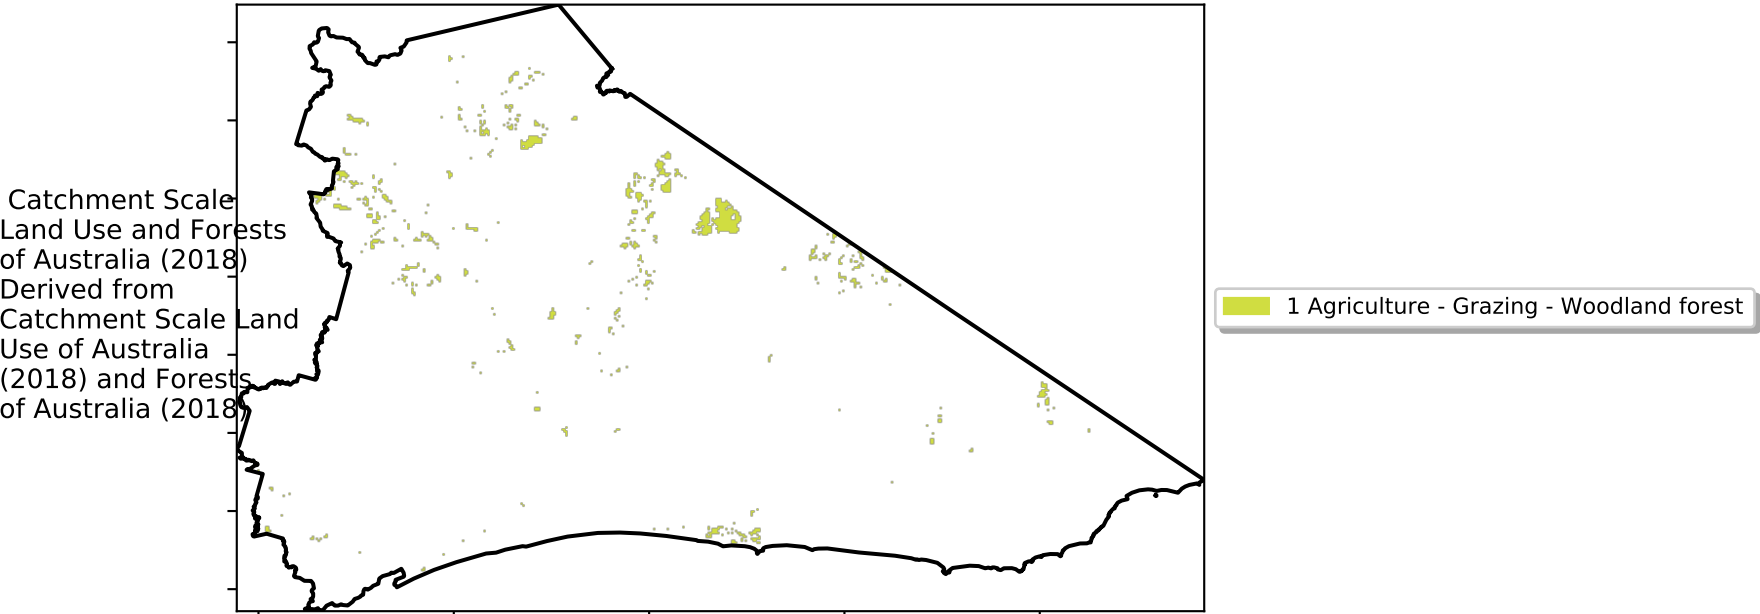 Catchment Scale
Land Use and Forests
of Australia (2018)
Derived from
Catchment Scale Land
Use of Australia
(2018) and Forests
of Australia (2018)
1 Agriculture - Grazing - Woodland forest